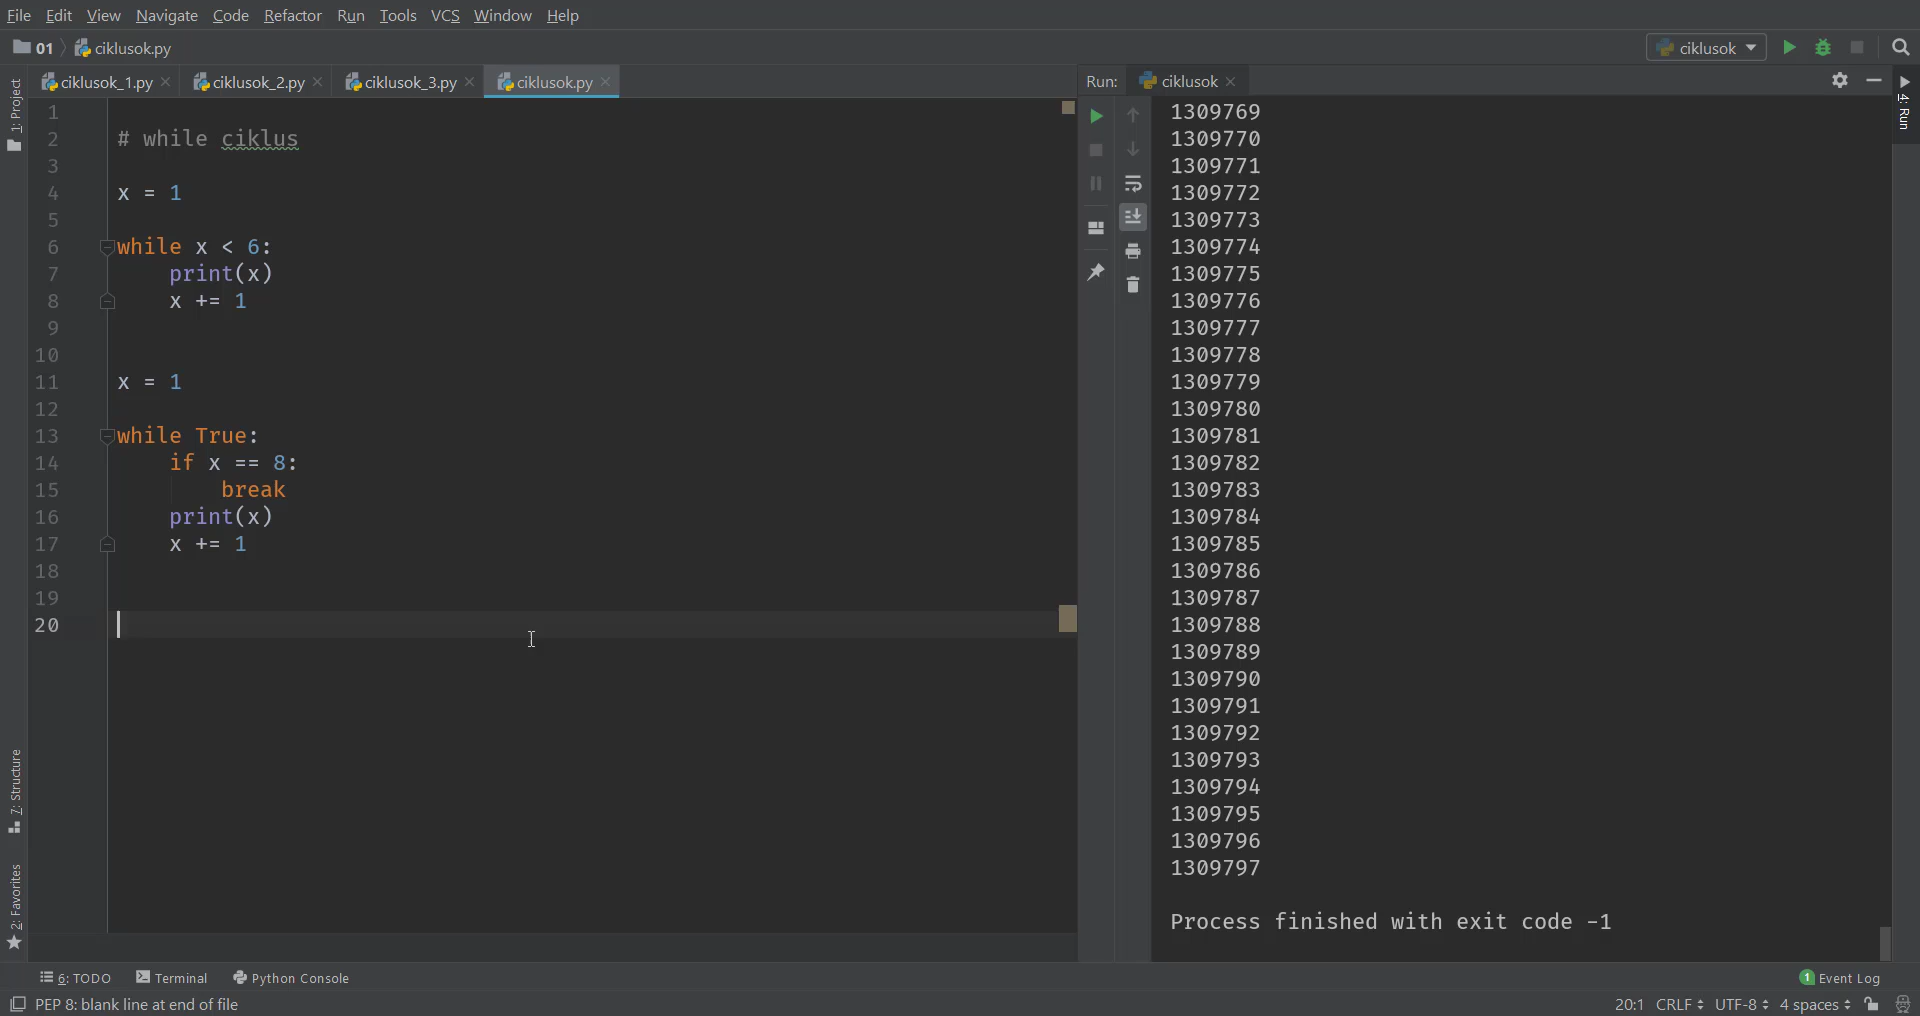 File Edit View Navigate Code Refactor Run Tools VCS Window Help
01 ciklusok.py
ciklusok
ciklusok_1.py ciklusok_2.py ciklusok_3.py ciklusok.py
Run: ciklusok
1: Project
7: Structure
2: Favorites
4: Run
1
2 # while ciklus
3
4 x = 1
5
6 while x < 6:
7 print(x)
8 x += 1
9
10
11 x = 1
12
13 while True:
14 if x == 8:
15 break
16 print(x)
17 x += 1
18
19
20
1309769
1309770
1309771
1309772
1309773
1309774
1309775
1309776
1309777
1309778
1309779
1309780
1309781
1309782
1309783
1309784
1309785
1309786
1309787
1309788
1309789
1309790
1309791
1309792
1309793
1309794
1309795
1309796
1309797
Process finished with exit code -1
6: TODO Terminal Python Console
1 Event Log
PEP 8: blank line at end of file
20:1 CRLF UTF-8 4 spaces